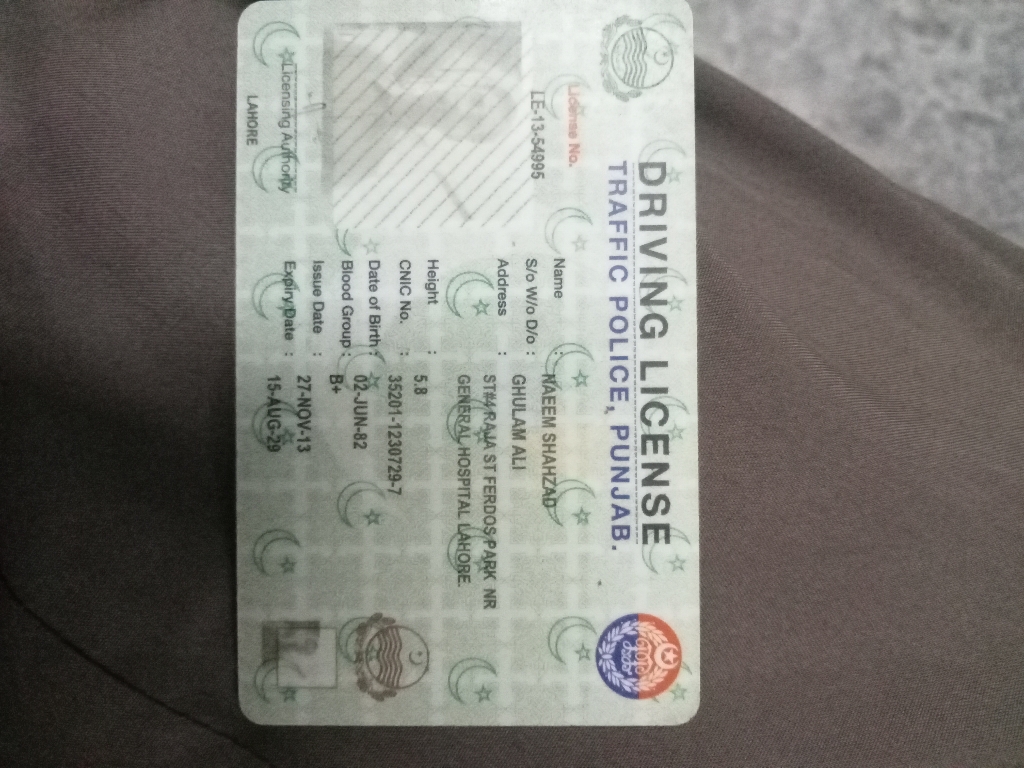 DRIVING LICENSE
TRAFFIC POLICE, PUNJAB.
License No.
LE-13-54995
Name : NAEEM SHAHZAD
S/o W/o D/o : GHULAM ALI
Address : ST#4 RAJA ST FERDOS PARK NR
GENERAL HOSPITAL LAHORE.
Height : 5.8
CNIC No. : 35201-1230729-7
Date of Birth : 02-JUN-82
Blood Group : B+
Issue Date : 27-NOV-13
Expiry Date : 15-AUG-29
Licensing Authority
LAHORE